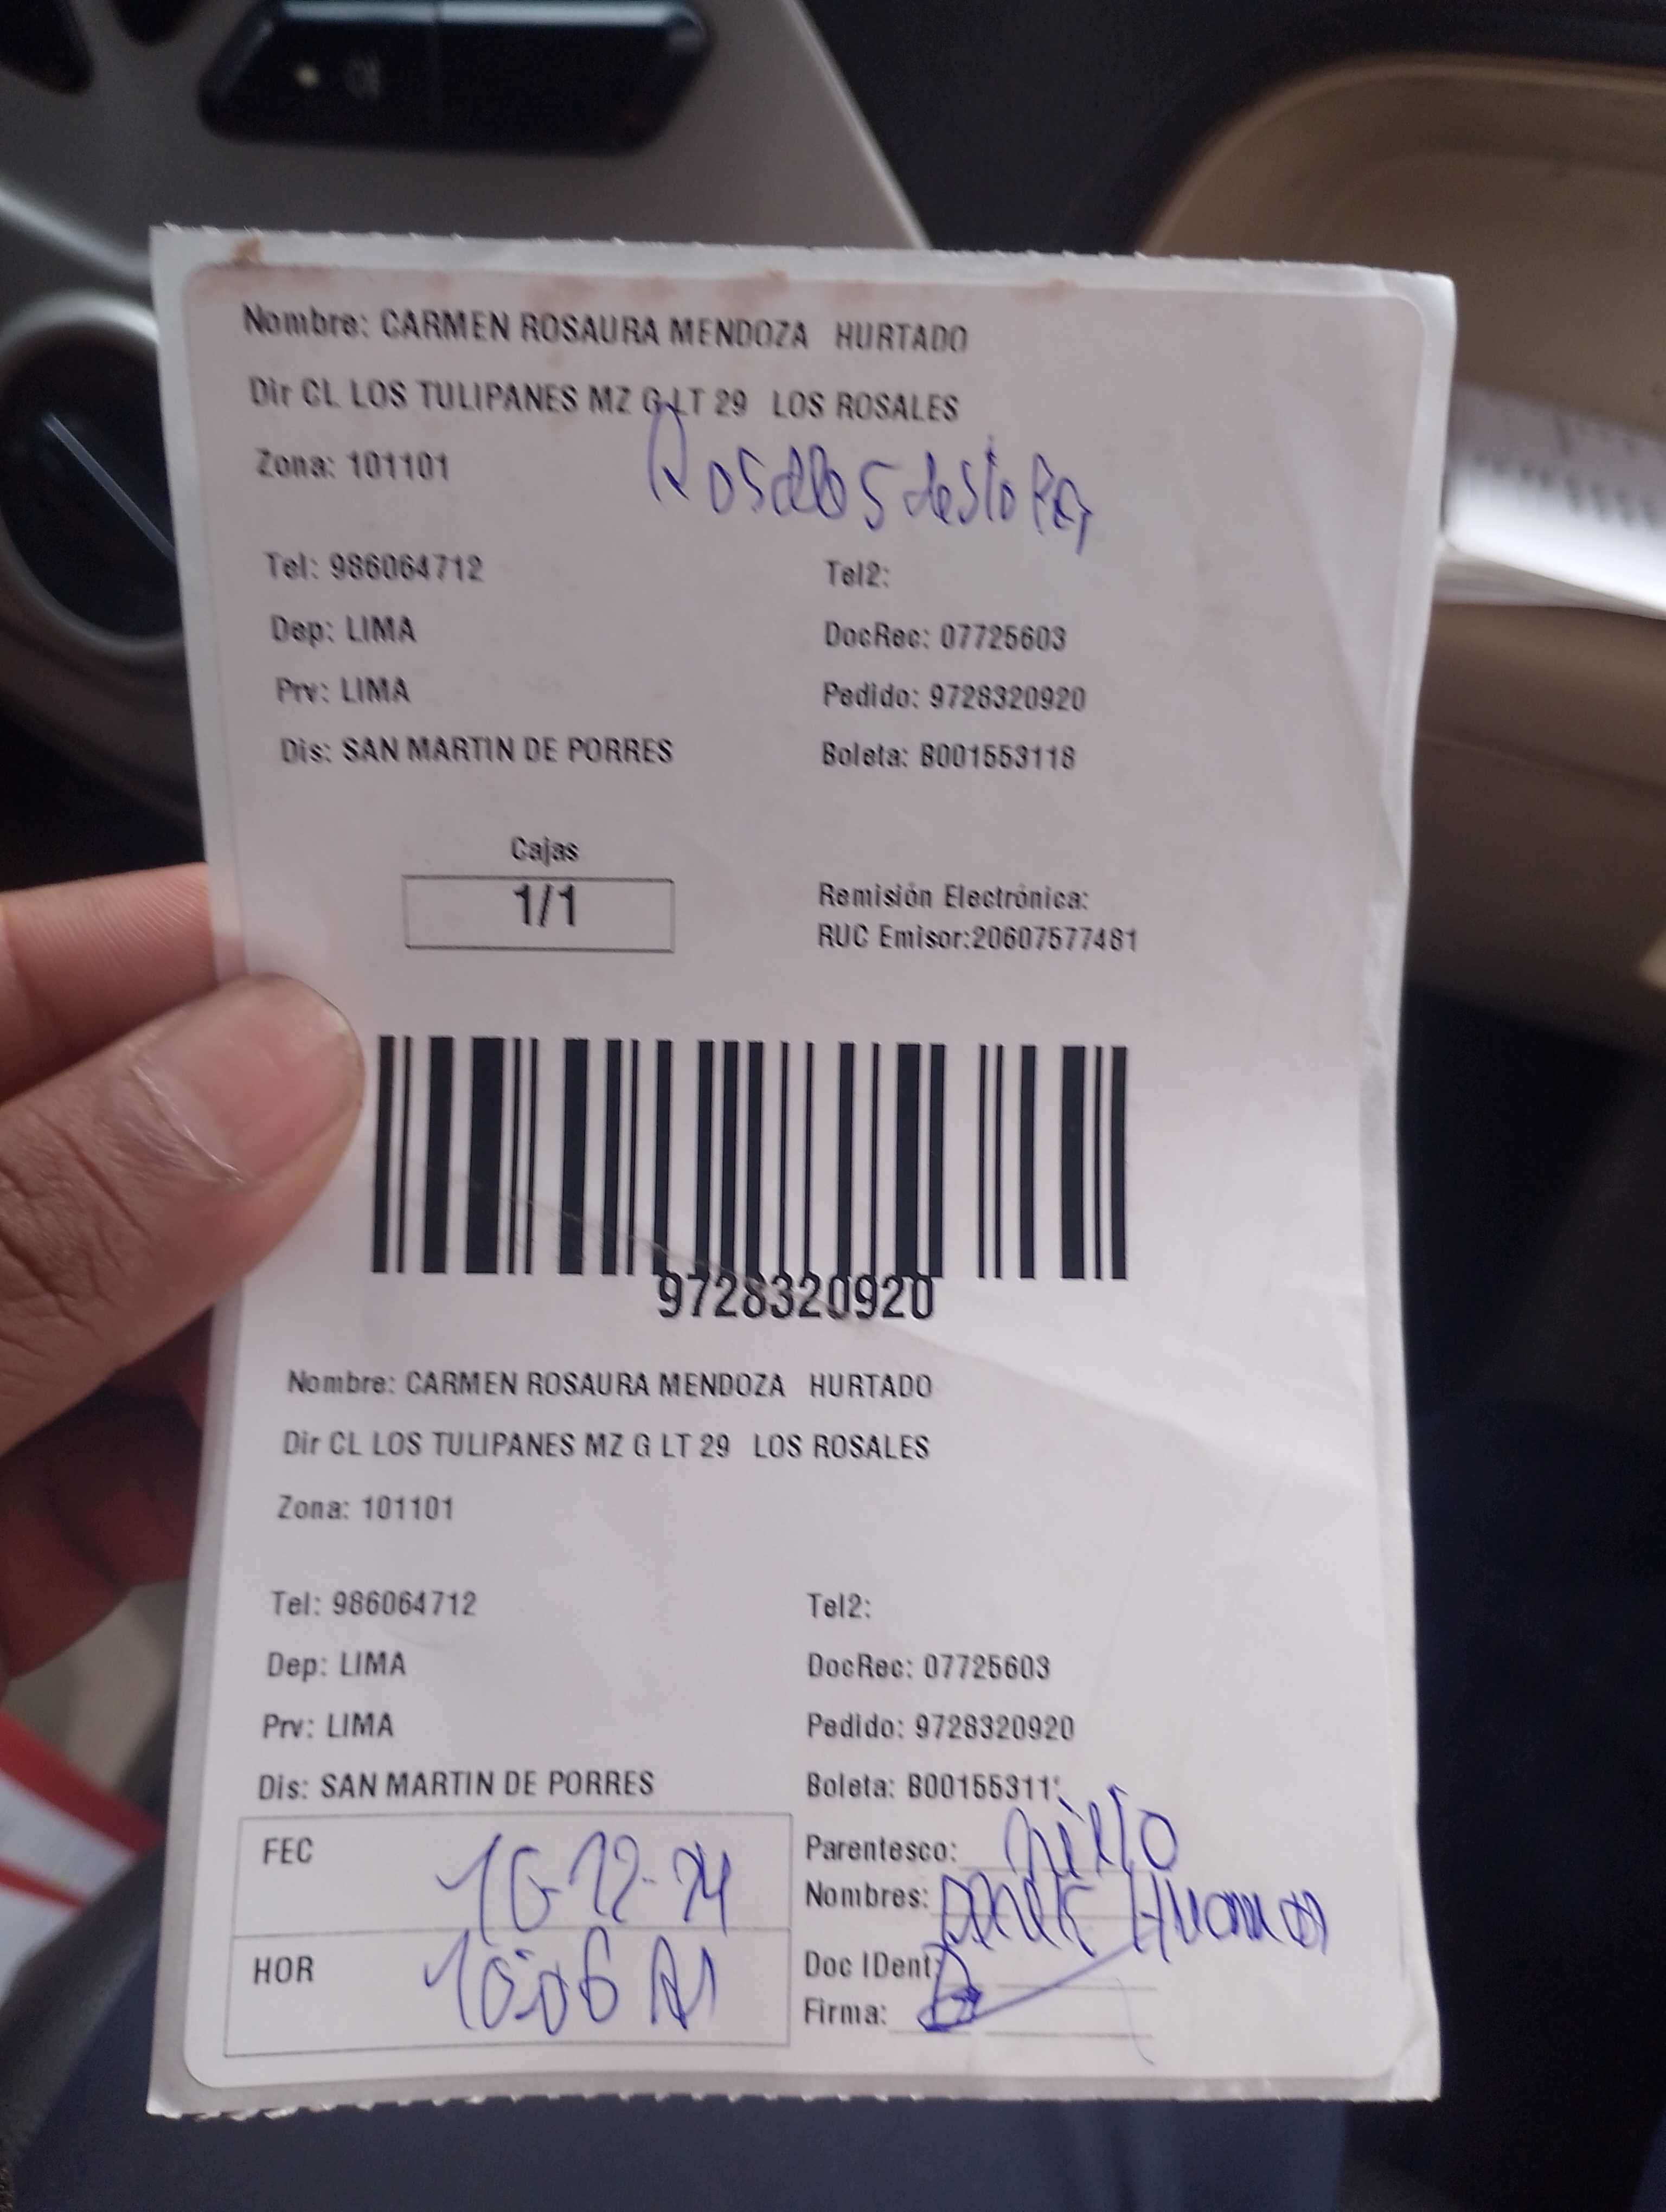 Nombre: CARMEN ROSAURA MENDOZA HURTADO
Dir CL LOS TULIPANES MZ G LT 29 LOS ROSALES
Zona: 101101
Tel: 986064712 Tel2:
Dep: LIMA DocRec: 07725603
Prv: LIMA Pedido: 9728320920
Dis: SAN MARTIN DE PORRES Boleta: B001553118
Cajas
1/1
Remisión Electrónica:
RUC Emisor:20607577481
9728320920
Nombre: CARMEN ROSAURA MENDOZA HURTADO
Dir CL LOS TULIPANES MZ G LT 29 LOS ROSALES
Zona: 101101
Tel: 986064712 Tel2:
Dep: LIMA DocRec: 07725603
Prv: LIMA Pedido: 9728320920
Dis: SAN MARTIN DE PORRES Boleta: B00155311
FEC Parentesco:
Nombres:
HOR 10:06 Doc IDent:
Firma: